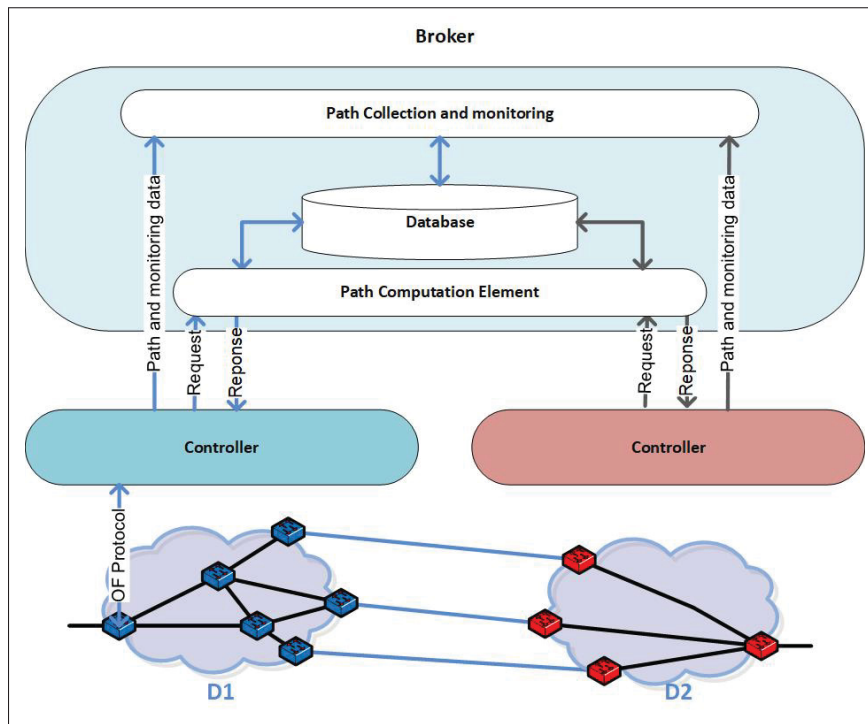 Broker
Path Collection and monitoring
Database
Path Computation Element
Path and monitoring data
Request
Reponse
Request
Reponse
Path and monitoring data
Controller
Controller
OF Protocol
D1
D2